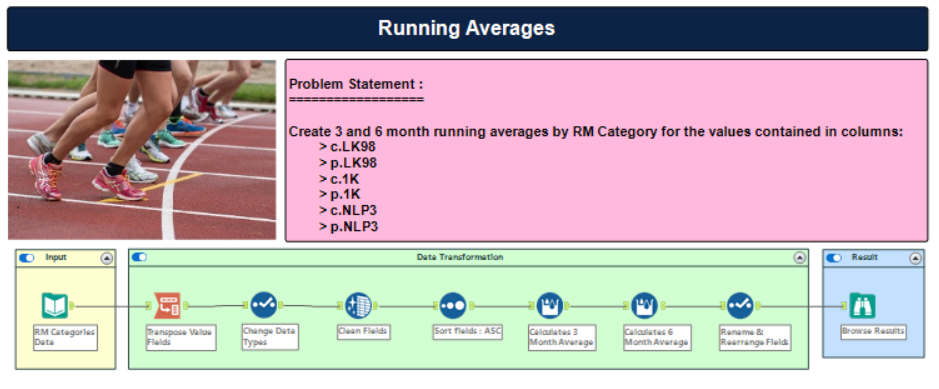 Running Averages
Problem Statement :
==================
Create 3 and 6 month running averages by RM Category for the values contained in columns:
> c.LK98
> p.LK98
> c.1K
> p.1K
> c.NLP3
> p.NLP3
Input
Data Transformation
Result
RM Categories
Data
Transpose Value
Fields
Change Data
Types
Clean Fields
Sort fields : ASC
Calculates 3
Month Average
Calculates 6
Month Average
Rename &
Rearrange Fields
Browse Results